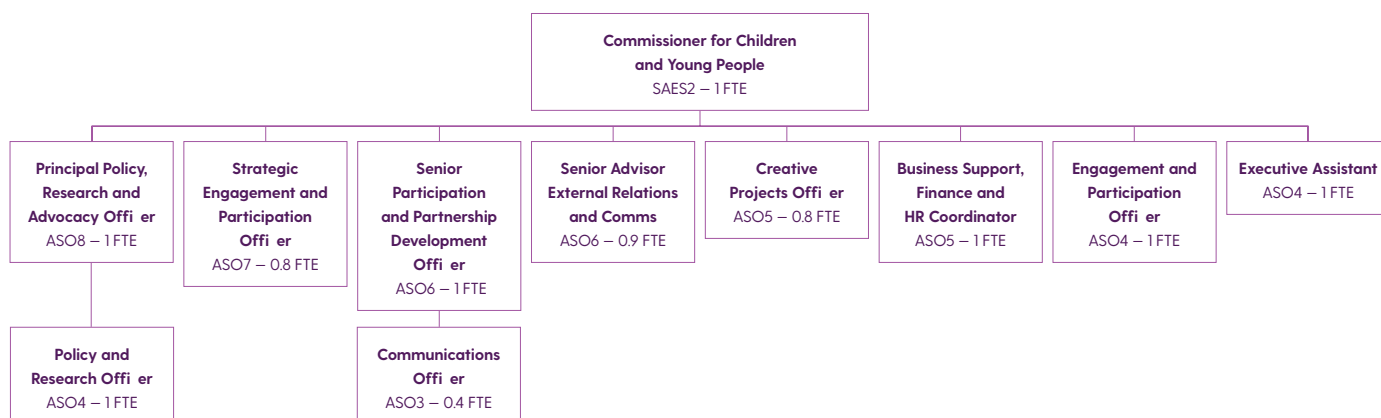 Commissioner for Children
and Young People
SAES2 – 1 FTE
Principal Policy,
Research and
Advocacy Offi er
ASO8 – 1 FTE
Strategic
Engagement and
Participation
Offi er
ASO7 – 0.8 FTE
Senior
Participation
and Partnership
Development
Offi er
ASO6 – 1 FTE
Senior Advisor
External Relations
and Comms
ASO6 – 0.9 FTE
Creative
Projects Offi er
ASO5 – 0.8 FTE
Business Support,
Finance and
HR Coordinator
ASO5 – 1 FTE
Engagement and
Participation
Offi er
ASO4 – 1 FTE
Executive Assistant
ASO4 – 1 FTE
Policy and
Research Offi er
ASO4 – 1 FTE
Communications
Offi er
ASO3 – 0.4 FTE